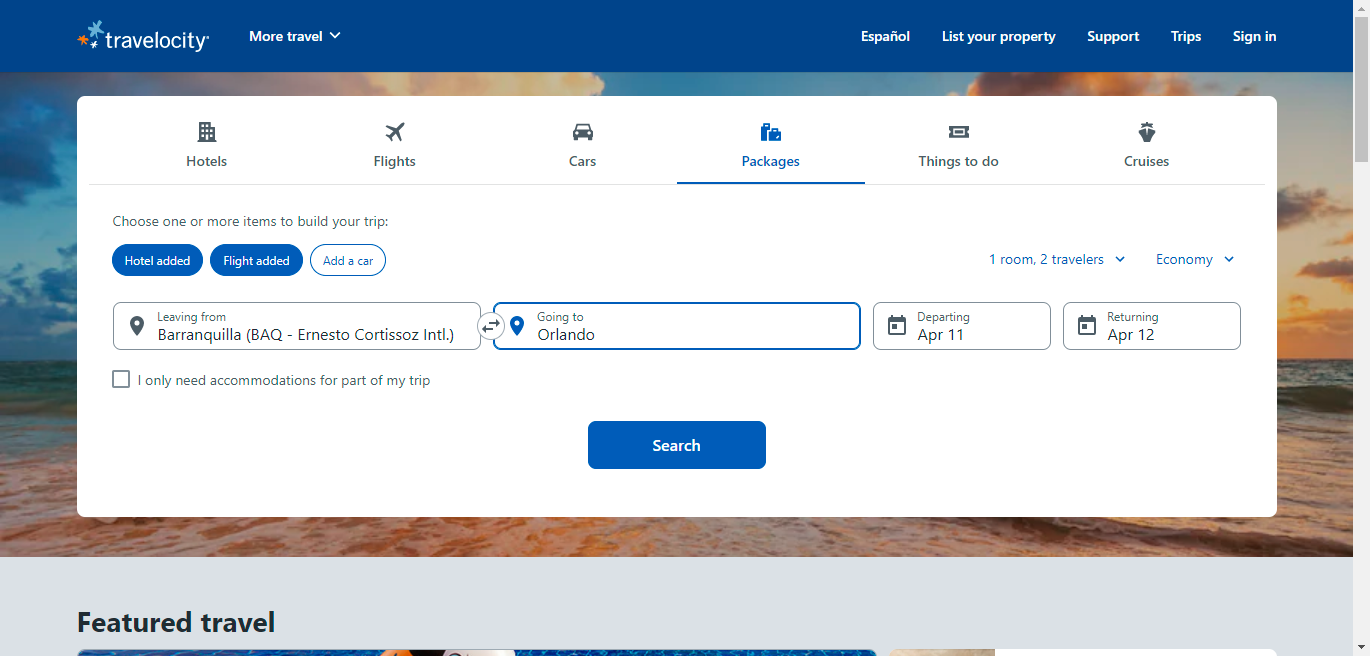 travelocity
More travel
Español
List your property
Support
Trips
Sign in
Hotels
Flights
Cars
Packages
Things to do
Cruises
Choose one or more items to build your trip:
Hotel added
Flight added
Add a car
1 room, 2 travelers
Economy
Leaving from
Barranquilla (BAQ - Ernesto Cortissoz Intl.)
Going to
Orlando
Departing
Apr 11
Returning
Apr 12
I only need accommodations for part of my trip
Search
Featured travel